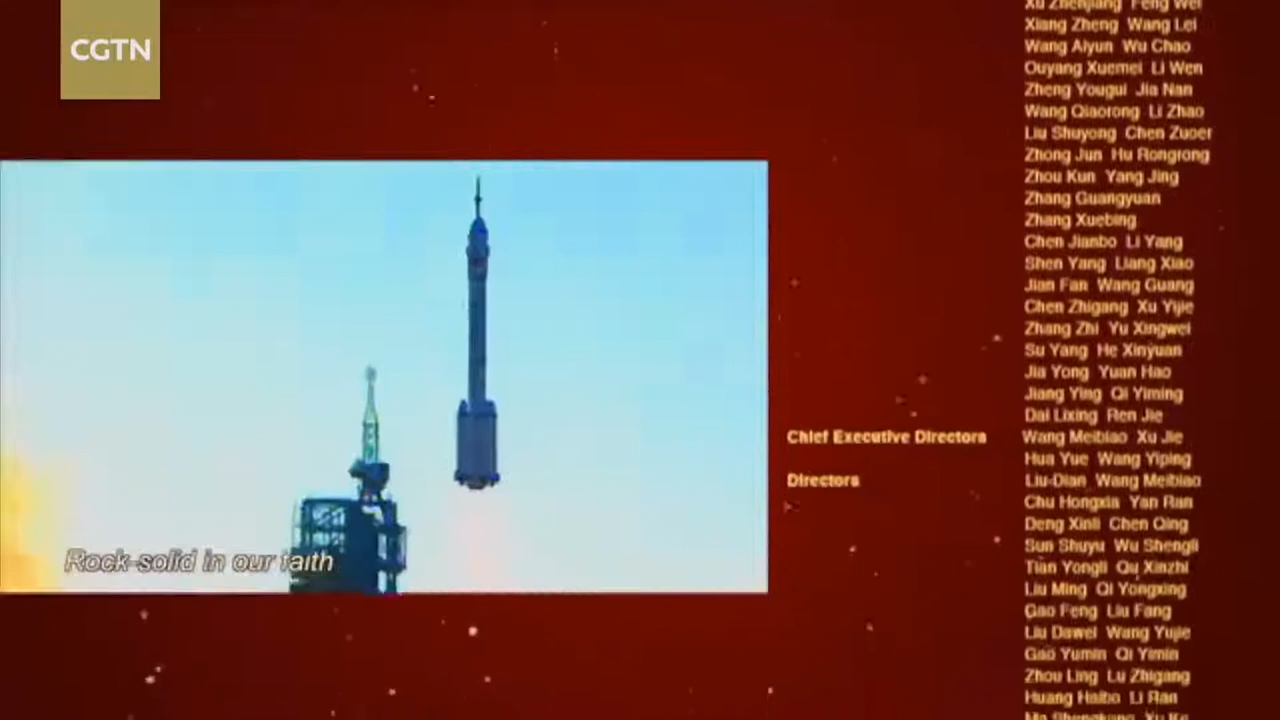 CGTN
Rock-solid in our faith
Chief Executive Directors
Directors
Xu Zhenjiang Feng Wei
Xiang Zheng Wang Lei
Wang Aiyun Wu Chao
Ouyang Xuemei Li Wen
Zheng Yougui Jia Nan
Wang Qiaorong Li Zhao
Liu Shuyong Chen Zuoer
Zhong Jun Hu Rongrong
Zhou Kun Yang Jing
Zhang Guangyuan
Zhang Xuebing
Chen Jianbo Li Yang
Shen Yang Liang Xiao
Jian Fan Wang Guang
Chen Zhigang Xu Yijie
Zhang Zhi Yu Xingwei
Su Yang He Xinyuan
Jia Yong Yuan Hao
Jiang Ying Qi Yiming
Dai Lixing Ren Jie
Wang Meibiao Xu Jie
Hua Yue Wang Yiping
Liu Dian Wang Meibiao
Chu Hongxia Yan Ran
Deng Xinli Chen Qing
Sun Shuyu Wu Shengli
Tian Yongli Qu Xinzhi
Liu Ming Qi Yongxing
Gao Feng Liu Fang
Liu Dawei Wang Yujie
Gao Yumin Qi Yimin
Zhou Ling Lu Zhigang
Huang Haibo Li Ran